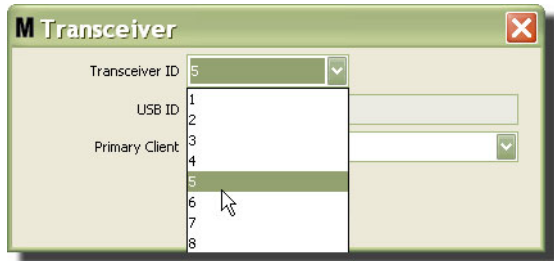 M Transceiver
Transceiver ID 5
1
USB ID
2
3
Primary Client
4
5
6
7
8